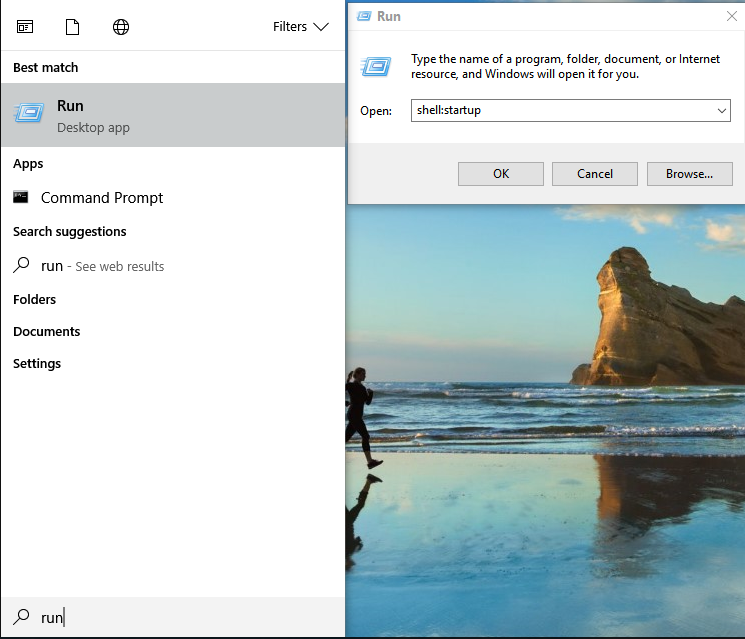 Filters
Best match
Run
Desktop app
Apps
Command Prompt
Search suggestions
run - See web results
Folders
Documents
Settings
run
Run
Type the name of a program, folder, document, or Internet
resource, and Windows will open it for you.
Open: shell:startup
OK Cancel Browse...